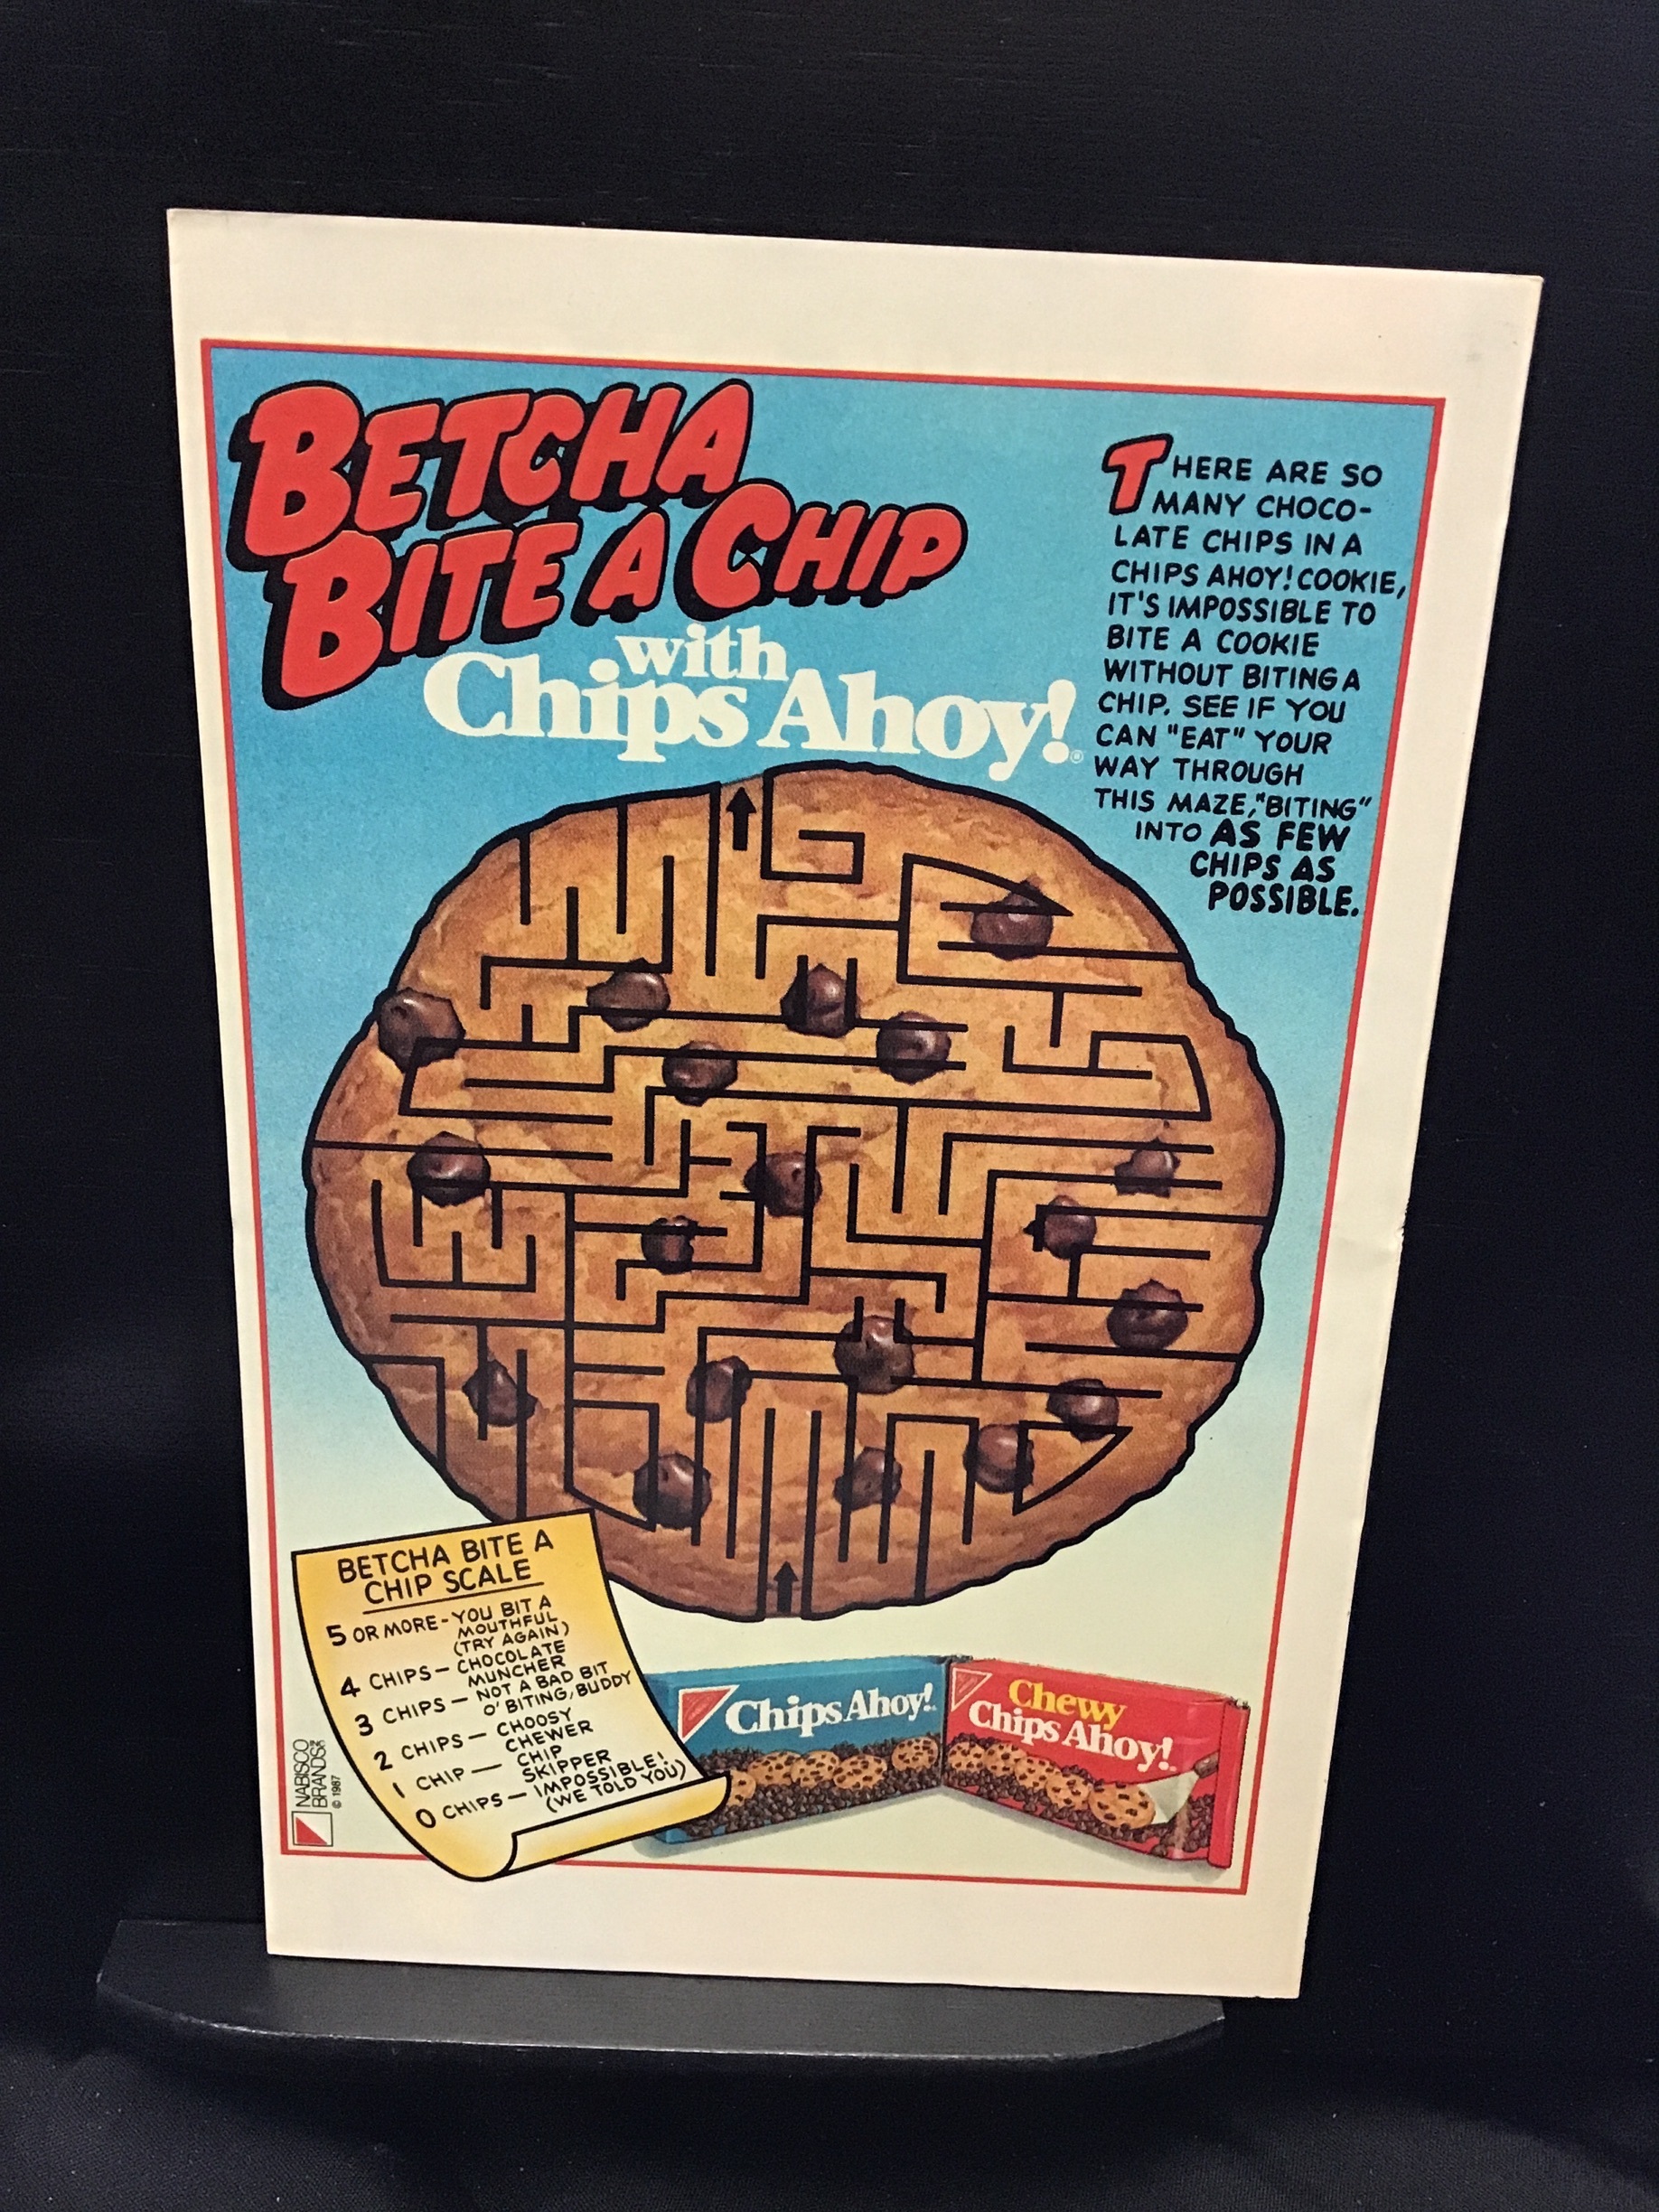 BETCHA
BITE A CHIP
with
Chips Ahoy!®
THERE ARE SO
MANY CHOCO-
LATE CHIPS IN A
CHIPS AHOY! COOKIE,
IT'S IMPOSSIBLE TO
BITE A COOKIE
WITHOUT BITING A
CHIP. SEE IF YOU
CAN "EAT" YOUR
WAY THROUGH
THIS MAZE, "BITING"
INTO AS FEW
CHIPS AS
POSSIBLE.
BETCHA BITE A
CHIP SCALE
5 OR MORE - YOU BIT A
MOUTHFUL
(TRY AGAIN)
4 CHIPS - CHOCOLATE
MUNCHER
3 CHIPS - NOT A BAD BIT
O' BITING, BUDDY
2 CHIPS - CHOOSY
CHEWER
1 CHIP - CHIP
SKIPPER
0 CHIPS - IMPOSSIBLE!
(WE TOLD YOU)
NABISCO
BRANDS
© 1987
Chips Ahoy!
Chewy
Chips Ahoy!